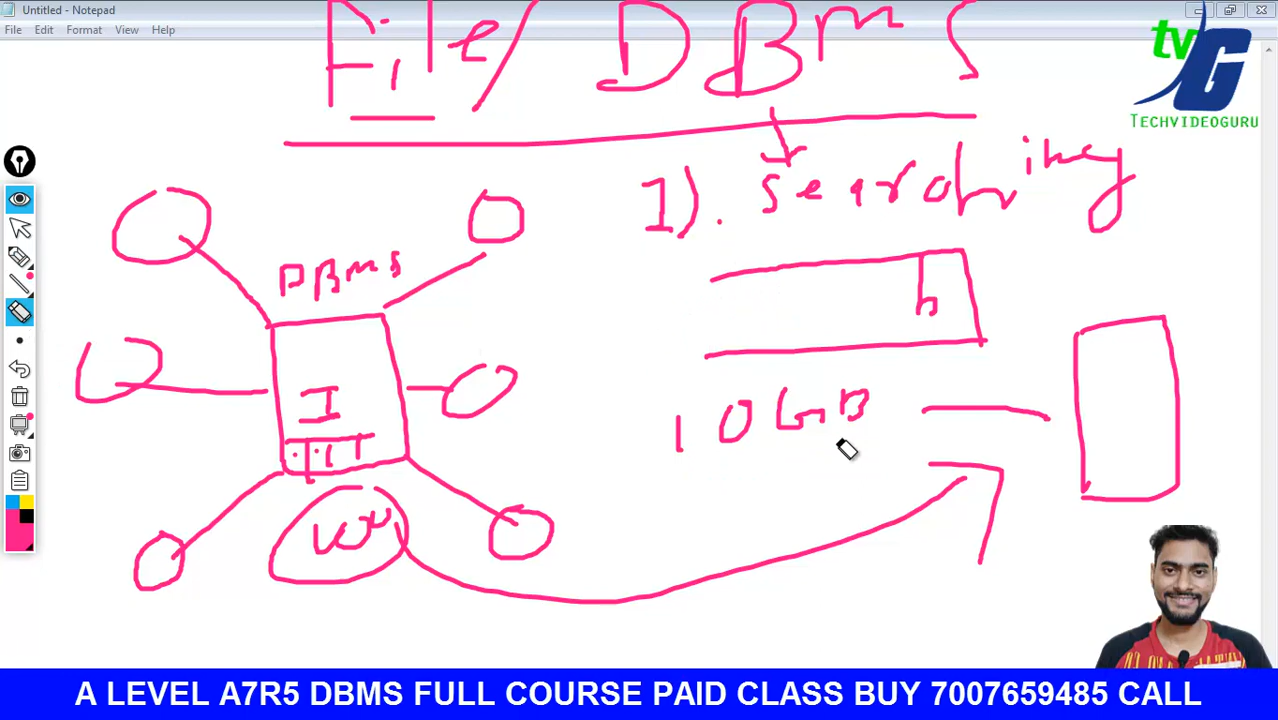 Untitled - Notepad
File Edit Format View Help
File/ DBMS
tv
G
TECHVIDEOGURU
1). Searching
DBMS
h
I
10GB
A LEVEL A7R5 DBMS FULL COURSE PAID CLASS BUY 7007659485 CALL